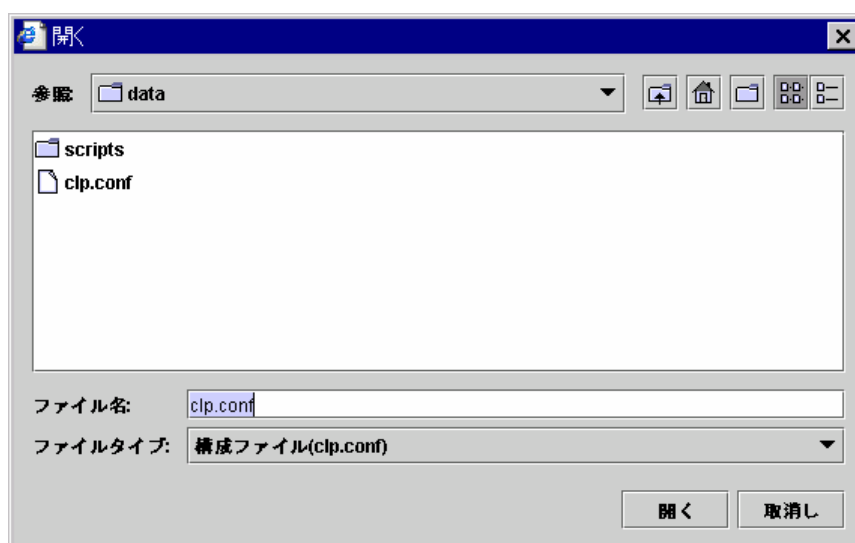 開く
参照: data
scripts
clp.conf
ファイル名: clp.conf
ファイルタイプ: 構成ファイル(clp.conf)
開く 取消し